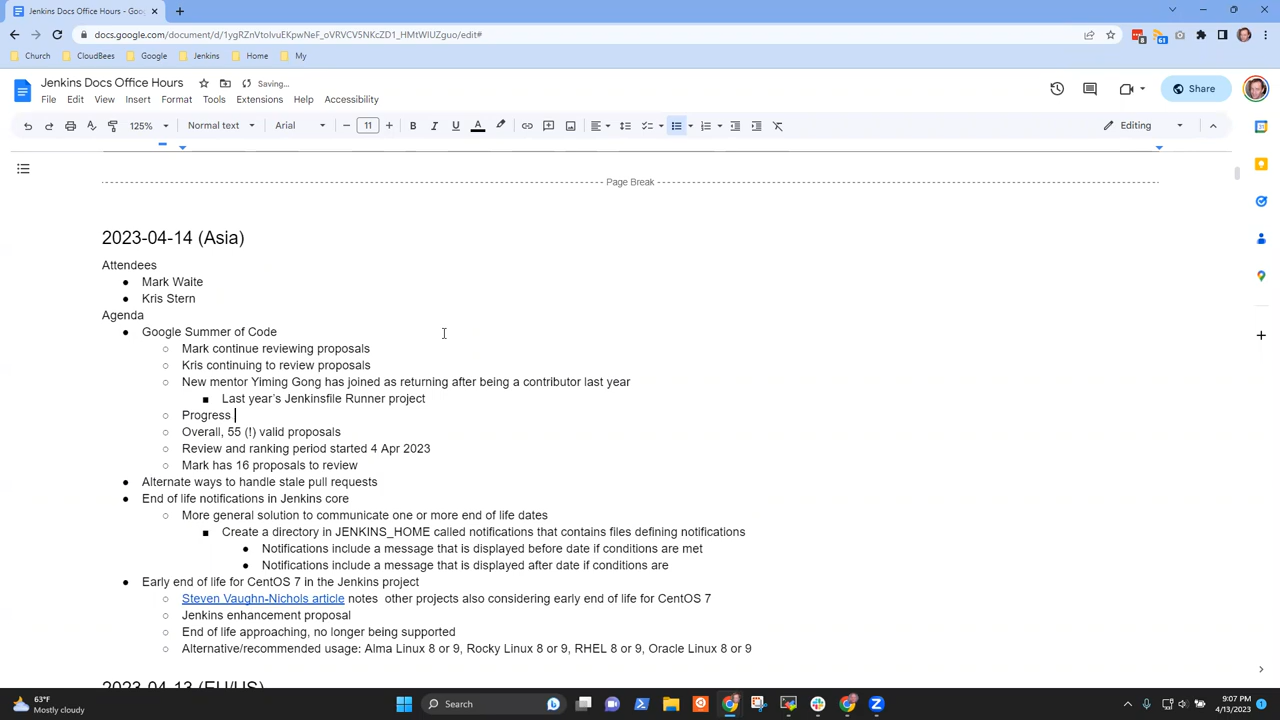 Jenkins Docs Office Hours - Goo
docs.google.com/document/d/1ygRZnVtoIvuEKpwNeF_oVRVCV5NKcZD1_HMtWIUZguo/edit#
Church CloudBees Google Jenkins Home My
Jenkins Docs Office Hours Saving...
File Edit View Insert Format Tools Extensions Help Accessibility
Share
125% Normal text Arial 11 Editing
Page Break
2023-04-14 (Asia)
Attendees
● Mark Waite
● Kris Stern
Agenda
● Google Summer of Code
○ Mark continue reviewing proposals
○ Kris continuing to review proposals
○ New mentor Yiming Gong has joined as returning after being a contributor last year
■ Last year's Jenkinsfile Runner project
○ Progress
○ Overall, 55 (!) valid proposals
○ Review and ranking period started 4 Apr 2023
○ Mark has 16 proposals to review
● Alternate ways to handle stale pull requests
● End of life notifications in Jenkins core
○ More general solution to communicate one or more end of life dates
■ Create a directory in JENKINS_HOME called notifications that contains files defining notifications
● Notifications include a message that is displayed before date if conditions are met
● Notifications include a message that is displayed after date if conditions are
● Early end of life for CentOS 7 in the Jenkins project
○ Steven Vaughn-Nichols article notes other projects also considering early end of life for CentOS 7
○ Jenkins enhancement proposal
○ End of life approaching, no longer being supported
○ Alternative/recommended usage: Alma Linux 8 or 9, Rocky Linux 8 or 9, RHEL 8 or 9, Oracle Linux 8 or 9
2023-04-13 (EU/US)
63°F
Mostly cloudy
Search
9:07 PM
4/13/2023